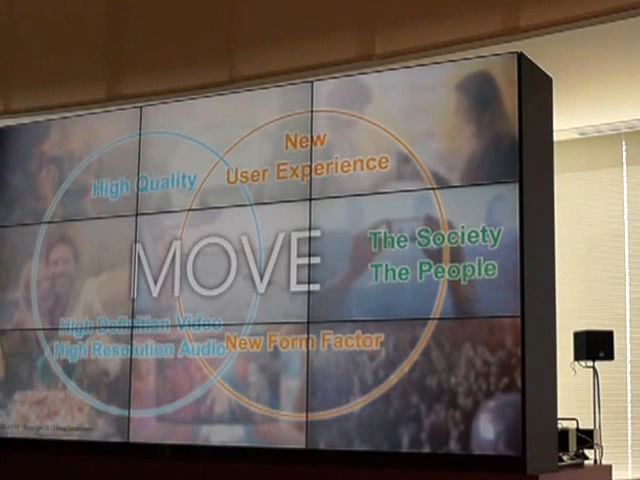 New
User Experience
High Quality
The Society
The People
MOVE
High Definition Video
High Resolution Audio
New Form Factor